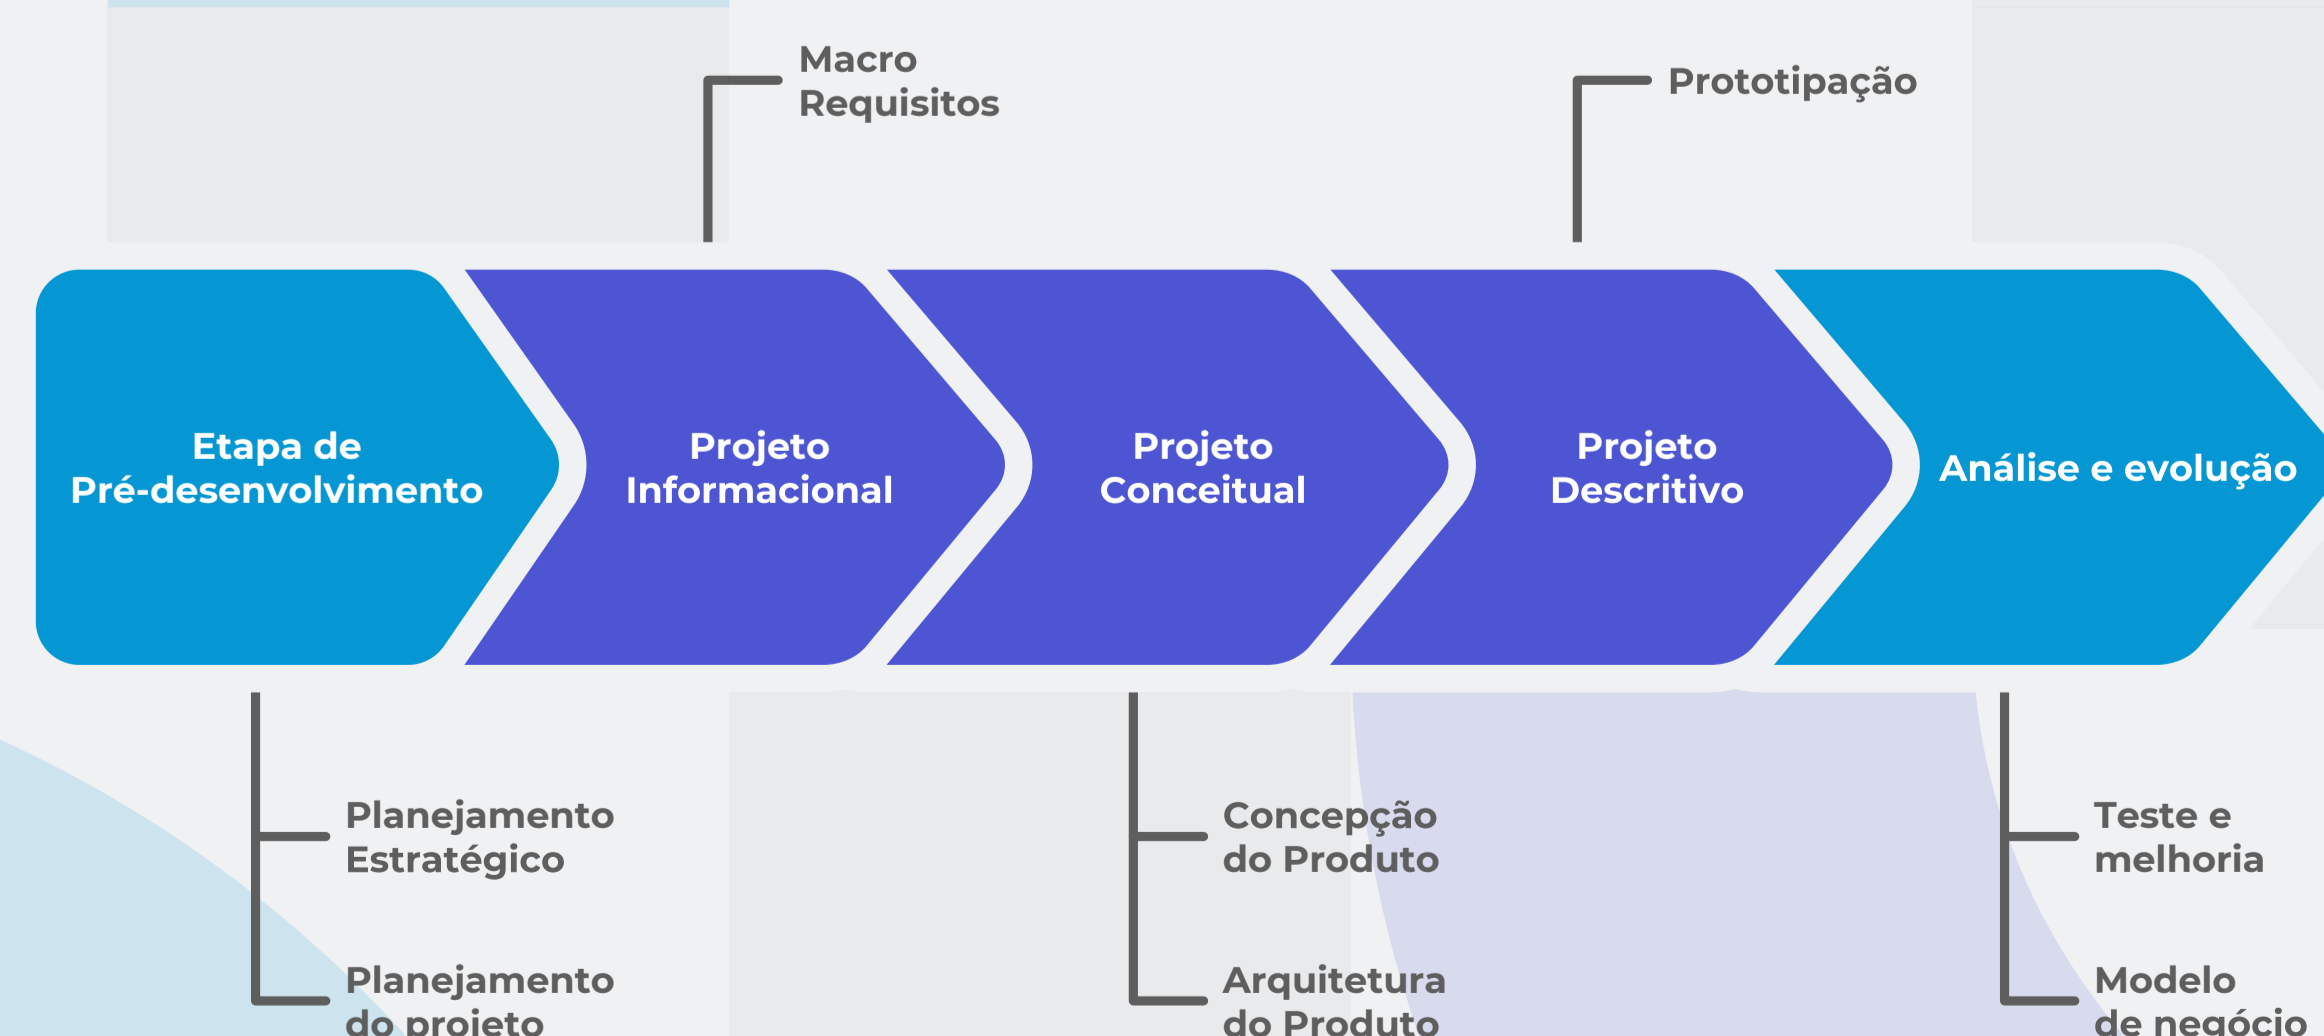 Macro
Requisitos
Prototipação
Etapa de
Pré-desenvolvimento
Projeto
Informacional
Projeto
Conceitual
Projeto
Descritivo
Análise e evolução
Planejamento
Estratégico
Planejamento
do projeto
Concepção
do Produto
Arquitetura
do Produto
Teste e
melhoria
Modelo
de negócio